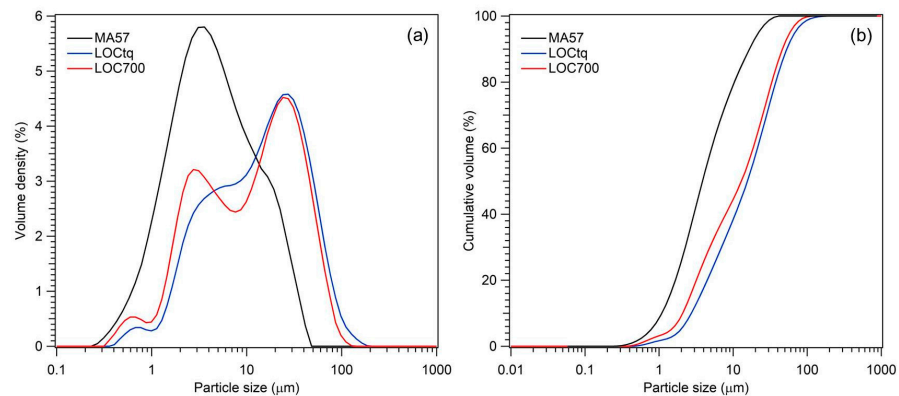 6
5
4
3
2
1
0
Volume density (%)
MA57
LOCtq
LOC700
(a)
0.1 1 10 100 1000
Particle size (μm)
100
80
60
40
20
0
Cumulative volume (%)
MA57
LOCtq
LOC700
(b)
0.01 0.1 1 10 100 1000
Particle size (μm)